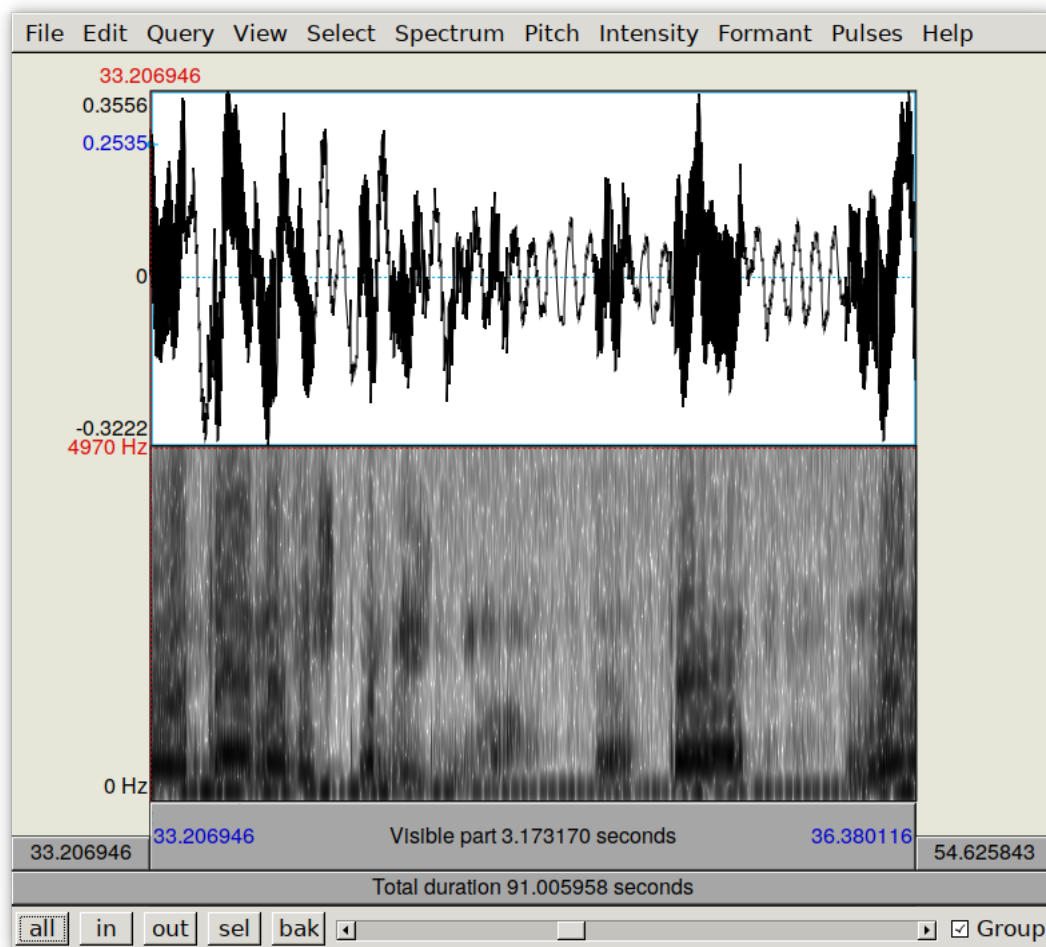 File Edit Query View Select Spectrum Pitch Intensity Formant Pulses Help
33.206946
0.3556
0.2535
0
-0.3222
4970 Hz
0 Hz
33.206946 Visible part 3.173170 seconds 36.380116
33.206946 54.625843
Total duration 91.005958 seconds
all in out sel bak Group